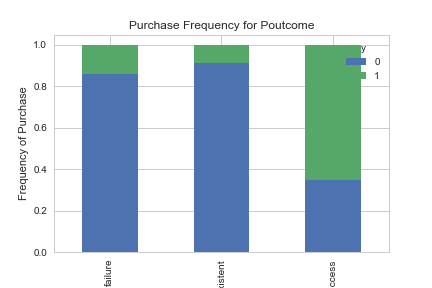 Purchase Frequency for Poutcome
Frequency of Purchase
1.0
0.8
0.6
0.4
0.2
0.0
y
0
1
failure
istent
ccess